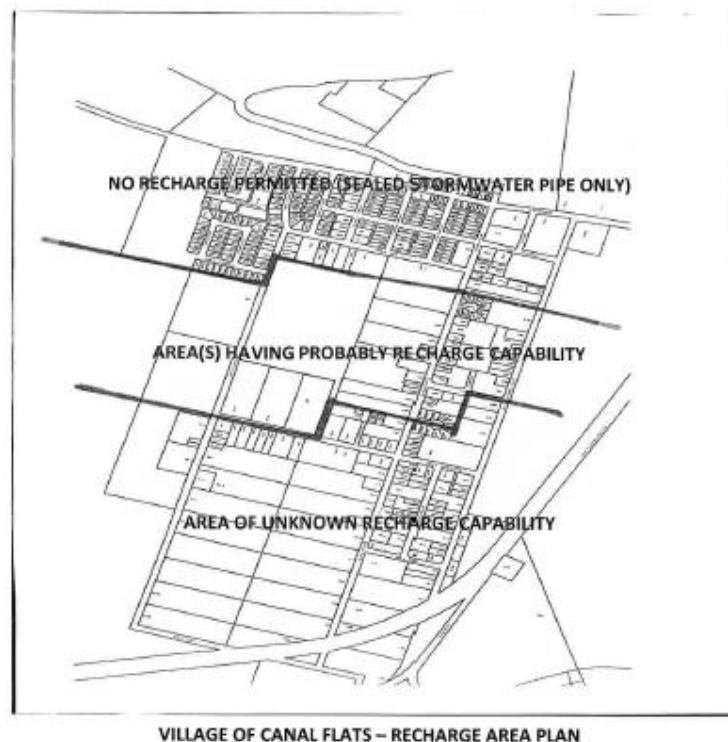 NO RECHARGE PERMITTED (SEALED STORMWATER PIPE ONLY)
AREA(S) HAVING PROBABLY RECHARGE CAPABILITY
AREA OF UNKNOWN RECHARGE CAPABILITY
VILLAGE OF CANAL FLATS – RECHARGE AREA PLAN